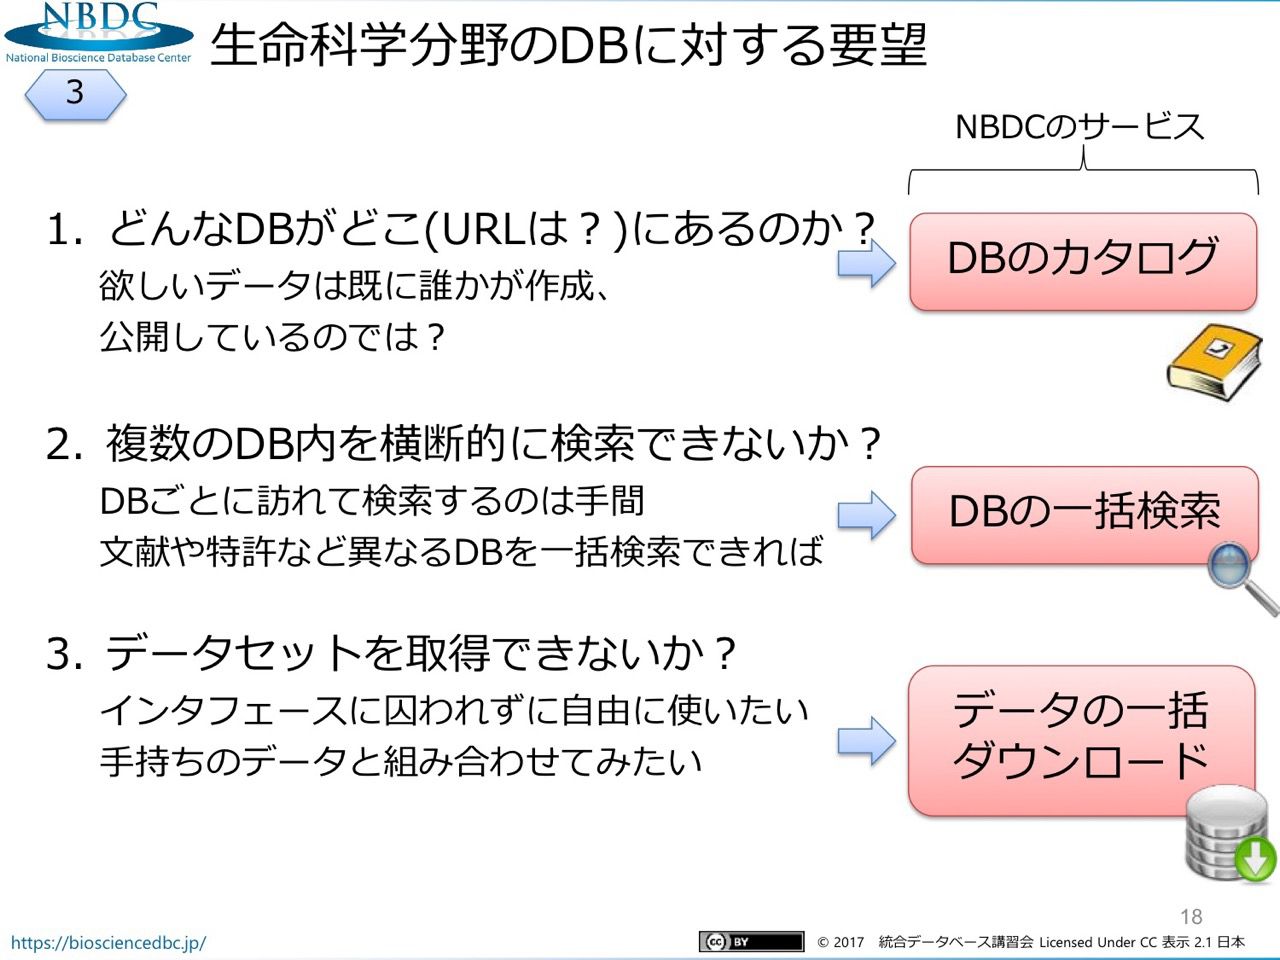 NBDC
National Bioscience Database Center
生命科学分野のDBに対する要望
3
NBDCのサービス
1. どんなDBがどこ(URLは？)にあるのか？
欲しいデータは既に誰かが作成、
公開しているのでは？
DBのカタログ
2. 複数のDB内を横断的に検索できないか？
DBごとに訪れて検索するのは手間
文献や特許など異なるDBを一括検索できれば
DBの一括検索
3. データセットを取得できないか？
インタフェースに囚われずに自由に使いたい
手持ちのデータと組み合わせてみたい
データの一括
ダウンロード
18
https://biosciencedbc.jp/
cc BY
© 2017 統合データベース講習会 Licensed Under CC 表示 2.1 日本